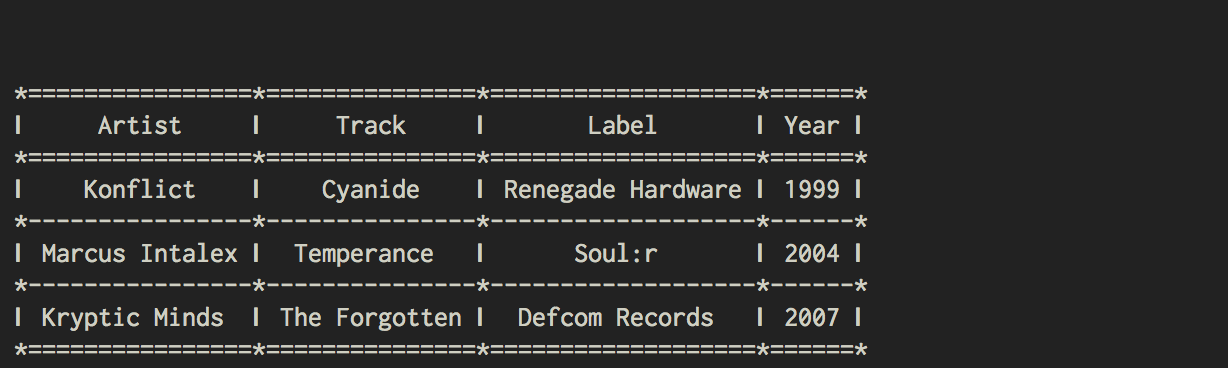 *================*===============*===================*======*
|     Artist     |     Track     |       Label       | Year |
*================*===============*===================*======*
|    Konflict    |    Cyanide    | Renegade Hardware | 1999 |
*----------------*---------------*-------------------*------*
| Marcus Intalex |  Temperance   |      Soul:r       | 2004 |
*----------------*---------------*-------------------*------*
| Kryptic Minds  | The Forgotten |  Defcom Records   | 2007 |
*================*===============*===================*======*